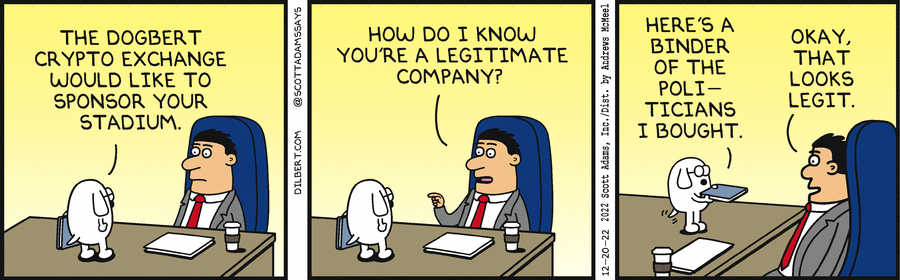 THE DOGBERT
CRYPTO EXCHANGE
WOULD LIKE TO
SPONSOR YOUR
STADIUM.
DILBERT.COM @SCOTTADAMSSAYS
HOW DO I KNOW
YOU'RE A LEGITIMATE
COMPANY?
12-20-22 2022 Scott Adams, Inc./Dist. by Andrews McMeel
HERE'S A
BINDER
OF THE
POLI-
TICIANS
I BOUGHT.
OKAY,
THAT
LOOKS
LEGIT.